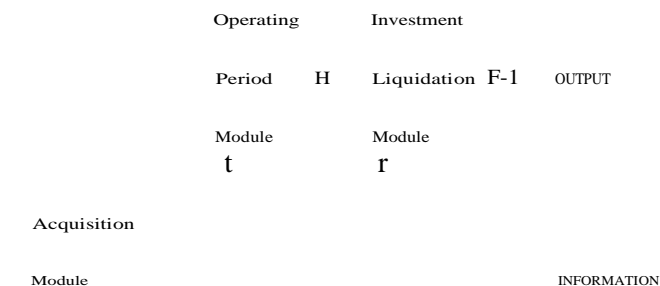 Operating Investment
Period H Liquidation F-1 OUTPUT
Module Module
t r
Acquisition
Module INFORMATION